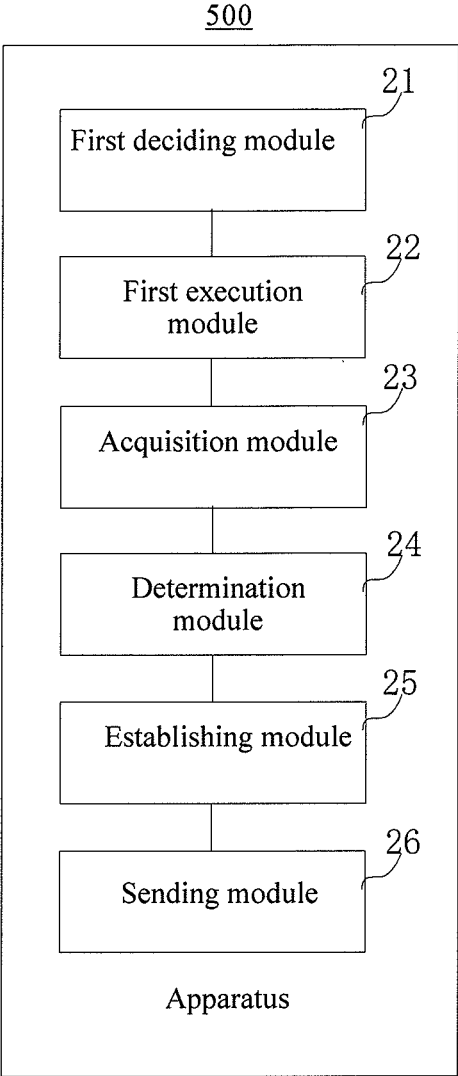 500
21
First deciding module
22
First execution
module
23
Acquisition module
24
Determination
module
25
Establishing module
26
Sending module
Apparatus